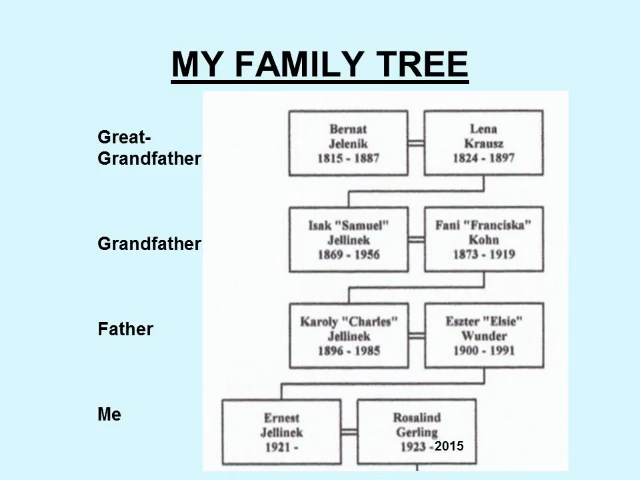 MY FAMILY TREE
Great-
Grandfather
Bernat
Jelenik
1815 - 1887
Lena
Krausz
1824 - 1897
Grandfather
Isak "Samuel"
Jellinek
1869 - 1956
Fani "Franciska"
Kohn
1873 - 1919
Father
Karoly "Charles"
Jellinek
1896 - 1985
Eszter "Elsie"
Wunder
1900 - 1991
Me
Ernest
Jellinek
1921 -
Rosalind
Gerling
1923 -2015